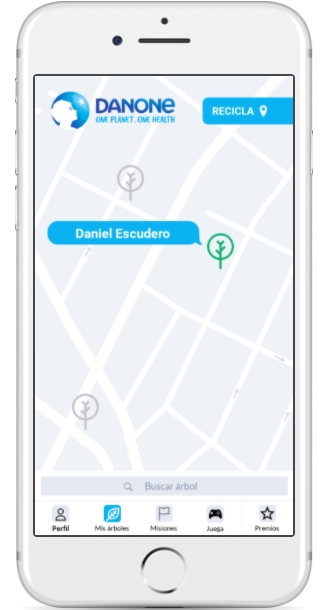 DANONE
ONE PLANET. ONE HEALTH
RECICLA
Daniel Escudero
Buscar árbol
Perfil
Mis árboles
Misiones
Juega
Premios